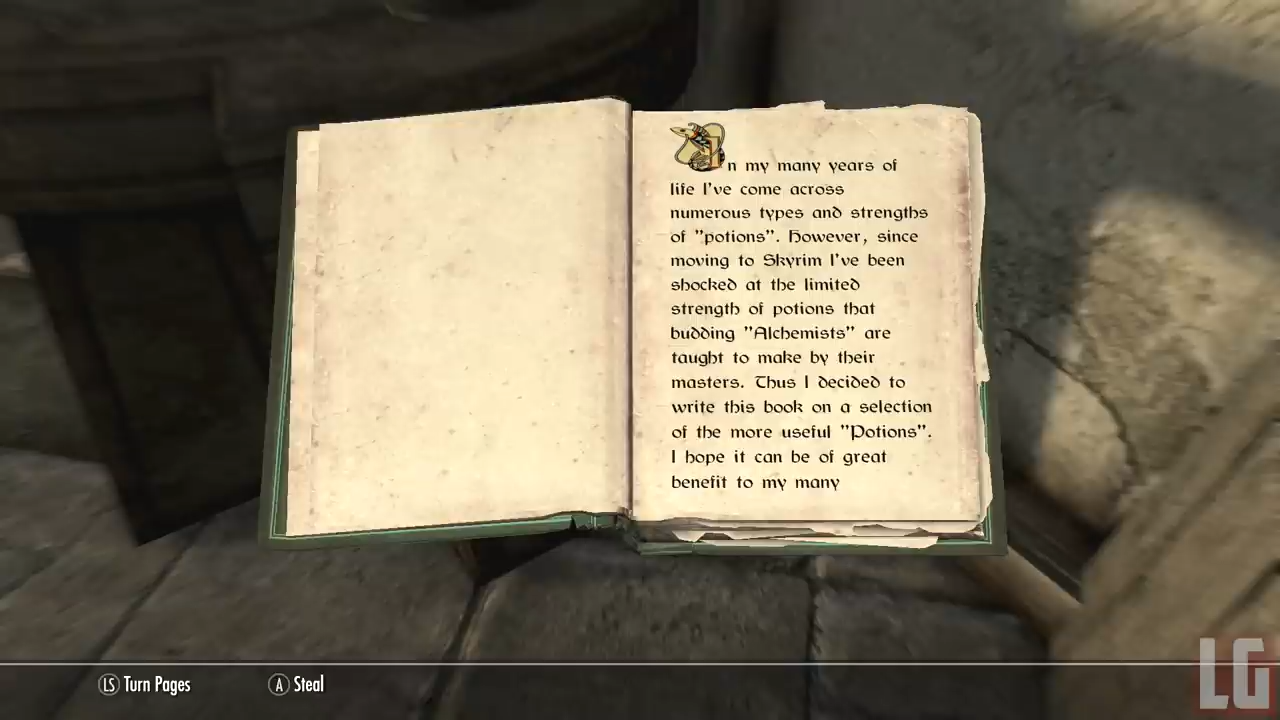 In my many years of
life I've come across
numerous types and strengths
of "potions". However, since
moving to Skyrim I've been
shocked at the limited
strength of potions that
budding "Alchemists" are
taught to make by their
masters. Thus I decided to
write this book on a selection
of the more useful "Potions".
I hope it can be of great
benefit to my many
LS Turn Pages
A Steal
LG